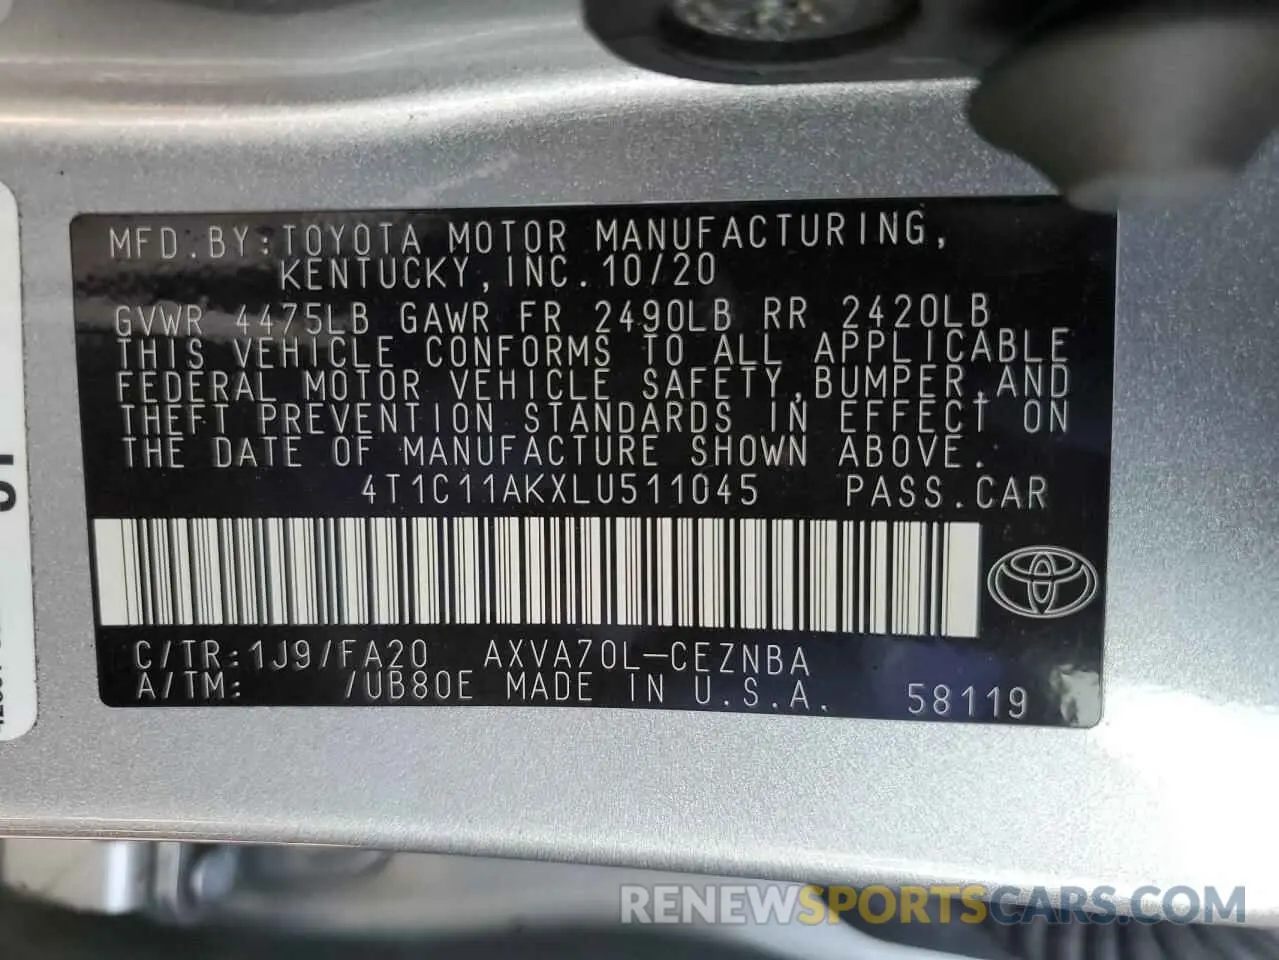 MFD.BY:TOYOTA MOTOR MANUFACTURING,
KENTUCKY,INC.10/20
GVWR 4475LB GAWR FR 2490LB RR 2420LB
THIS VEHICLE CONFORMS TO ALL APPLICABLE
FEDERAL MOTOR VEHICLE SAFETY,BUMPER,AND
THEFT PREVENTION STANDARDS IN EFFECT ON
THE DATE OF MANUFACTURE SHOWN ABOVE.
4T1C11AKXLU511045 PASS.CAR
C/TR:1J9/FA20 AXVA70L-CEZNBA
A/TM: /UB80E MADE IN U.S.A. 58119
RENEWSPORTSCARS.COM